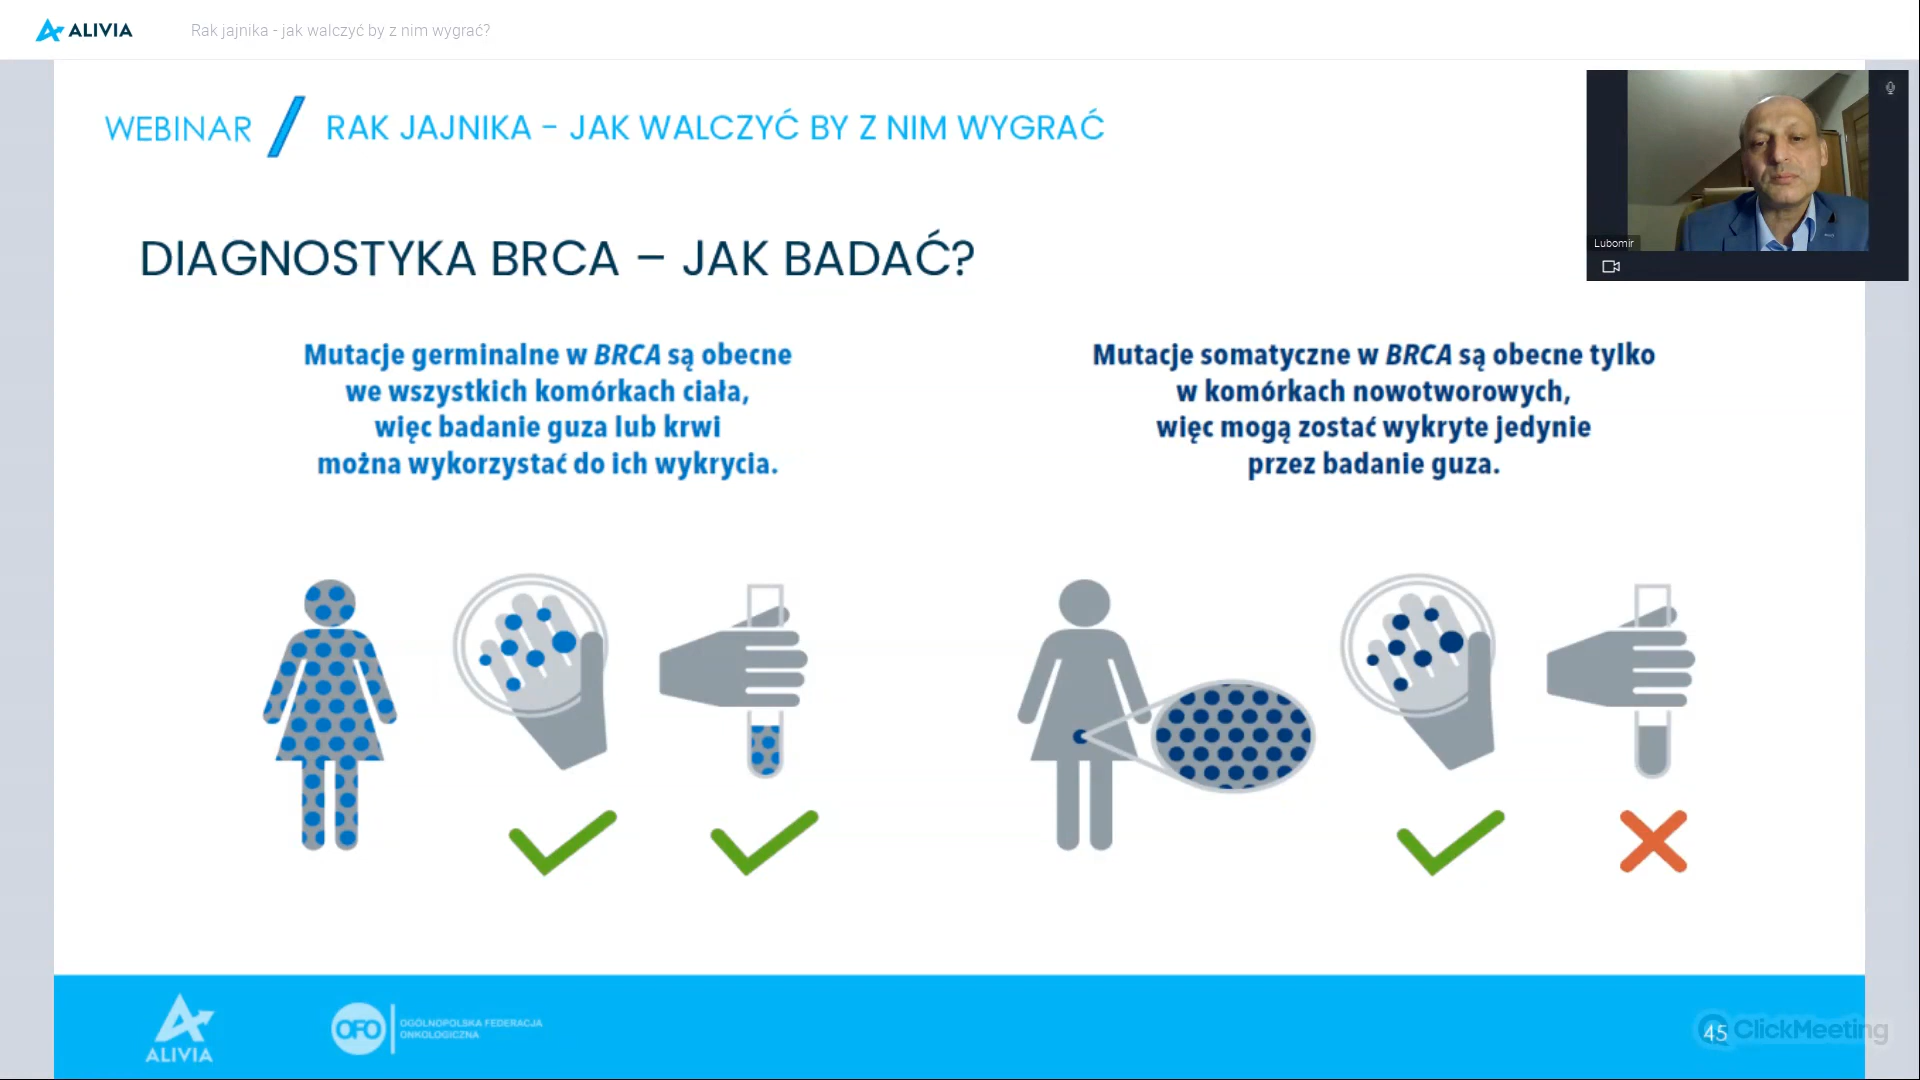 ALIVIA
Rak jajnika - jak walczyć by z nim wygrać?
WEBINAR / RAK JAJNIKA - JAK WALCZYĆ BY Z NIM WYGRAĆ
Lubomir
DIAGNOSTYKA BRCA – JAK BADAĆ?
Mutacje germinalne w BRCA są obecne
we wszystkich komórkach ciała,
więc badanie guza lub krwi
można wykorzystać do ich wykrycia.
Mutacje somatyczne w BRCA są obecne tylko
w komórkach nowotworowych,
więc mogą zostać wykryte jedynie
przez badanie guza.
ALIVIA
OFO
OGÓLNOPOLSKA FEDERACJA
ONKOLOGICZNA
45
ClickMeeting